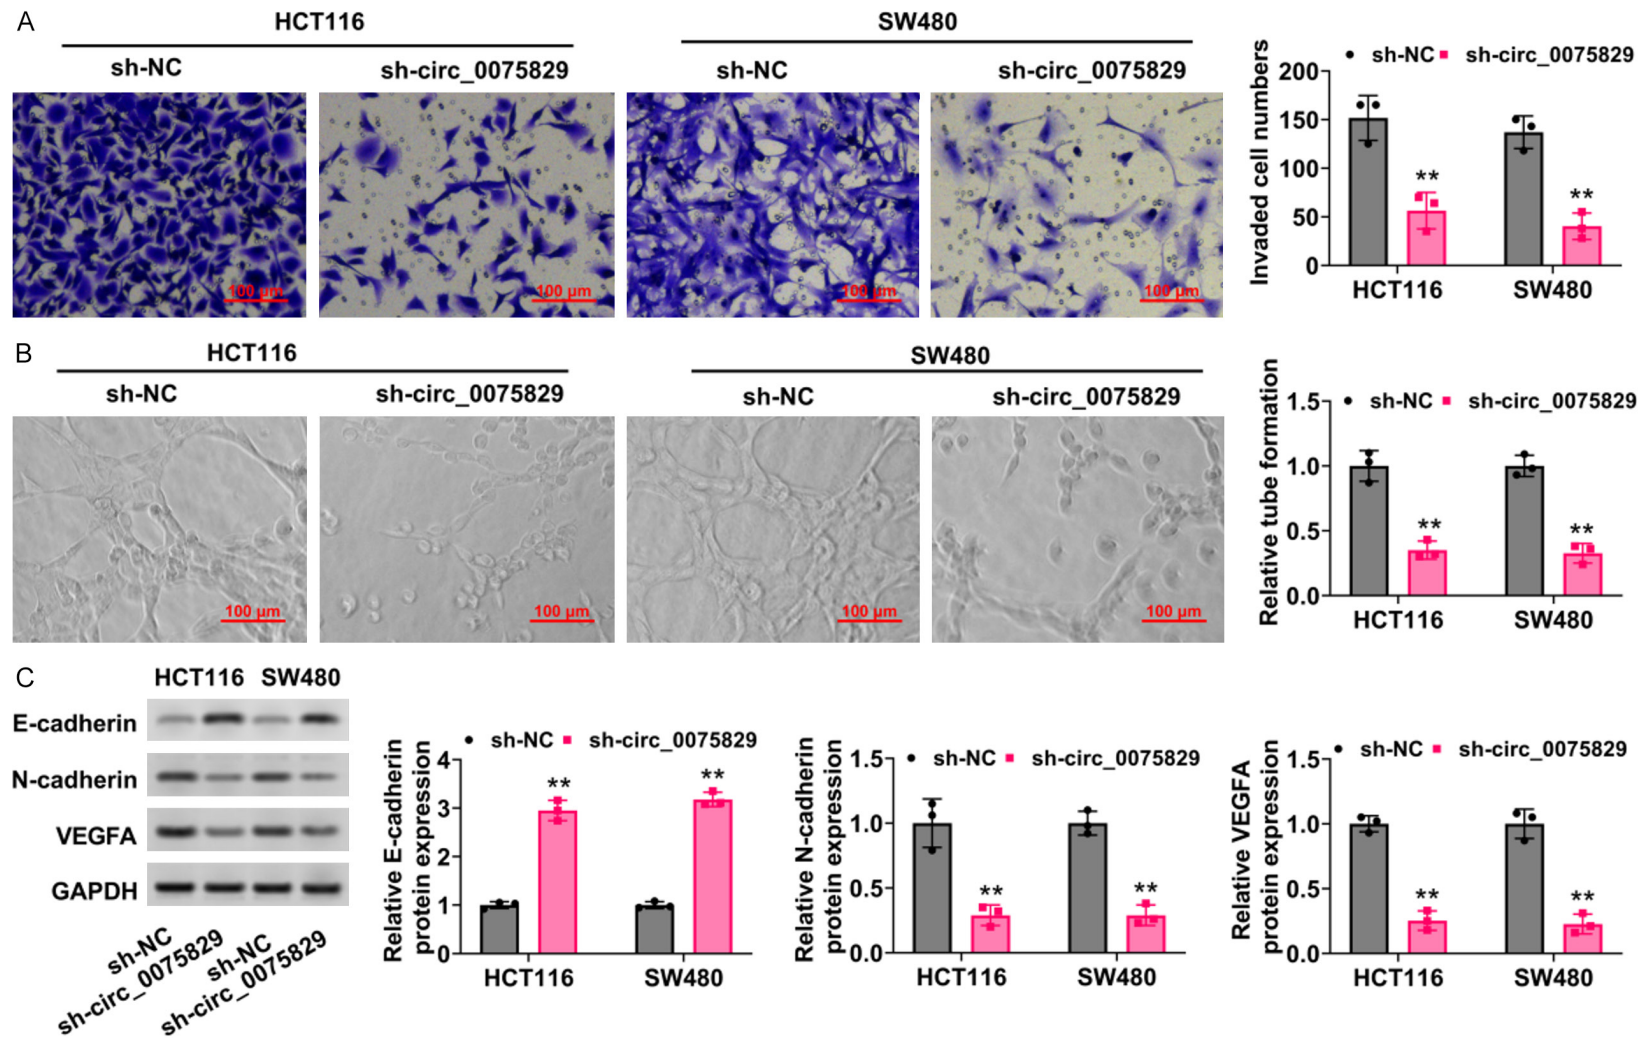 A
HCT116
SW480
sh-NC
sh-circ_0075829
sh-NC
sh-circ_0075829
100 μm
100 μm
100 μm
100 μm
sh-NC
sh-circ_0075829
Invaded cell numbers
200
150
100
50
0
**
**
HCT116
SW480
B
HCT116
SW480
sh-NC
sh-circ_0075829
sh-NC
sh-circ_0075829
100 μm
100 μm
100 μm
100 μm
sh-NC
sh-circ_0075829
Relative tube formation
1.5
1.0
0.5
0.0
**
**
HCT116
SW480
C
HCT116 SW480
E-cadherin
N-cadherin
VEGFA
GAPDH
sh-NC
sh-circ_0075829
sh-NC
sh-circ_0075829
sh-NC
sh-circ_0075829
Relative E-cadherin
protein expression
4
3
2
1
0
**
**
HCT116
SW480
sh-NC
sh-circ_0075829
Relative N-cadherin
protein expression
1.5
1.0
0.5
0.0
**
**
HCT116
SW480
sh-NC
sh-circ_0075829
Relative VEGFA
protein expression
1.5
1.0
0.5
0.0
**
**
HCT116
SW480